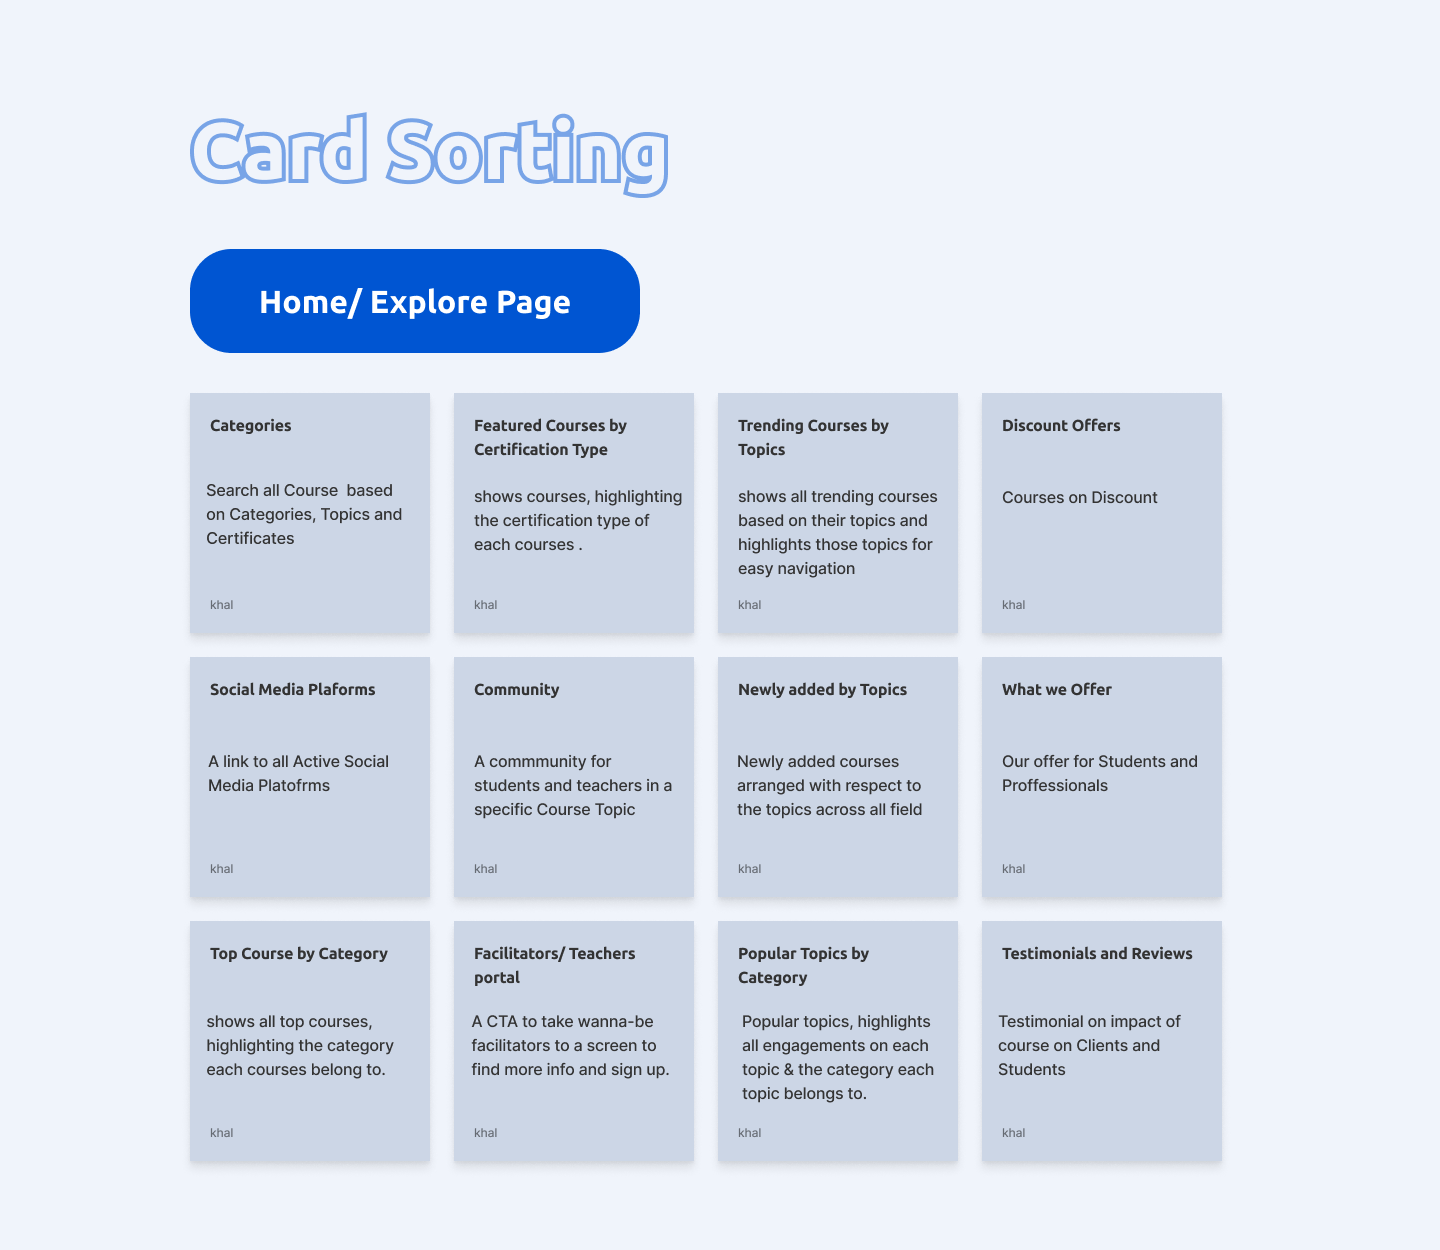 Card Sorting
Home/ Explore Page
Categories
Search all Course  based
on Categories, Topics and
Certificates
khal
Featured Courses by
Certification Type
shows courses, highlighting
the certification type of
each courses .
khal
Trending Courses by
Topics
shows all trending courses
based on their topics and
highlights those topics for
easy navigation
khal
Discount Offers
Courses on Discount
khal
Social Media Plaforms
A link to all Active Social
Media Platofrms
khal
Community
A commmunity for
students and teachers in a
specific Course Topic
khal
Newly added by Topics
Newly added courses
arranged with respect to
the topics across all field
khal
What we Offer
Our offer for Students and
Proffessionals
khal
Top Course by Category
shows all top courses,
highlighting the category
each courses belong to.
khal
Facilitators/ Teachers
portal
A CTA to take wanna-be
facilitators to a screen to
find more info and sign up.
khal
Popular Topics by
Category
Popular topics, highlights
all engagements on each
topic & the category each
topic belongs to.
khal
Testimonials and Reviews
Testimonial on impact of
course on Clients and
Students
khal